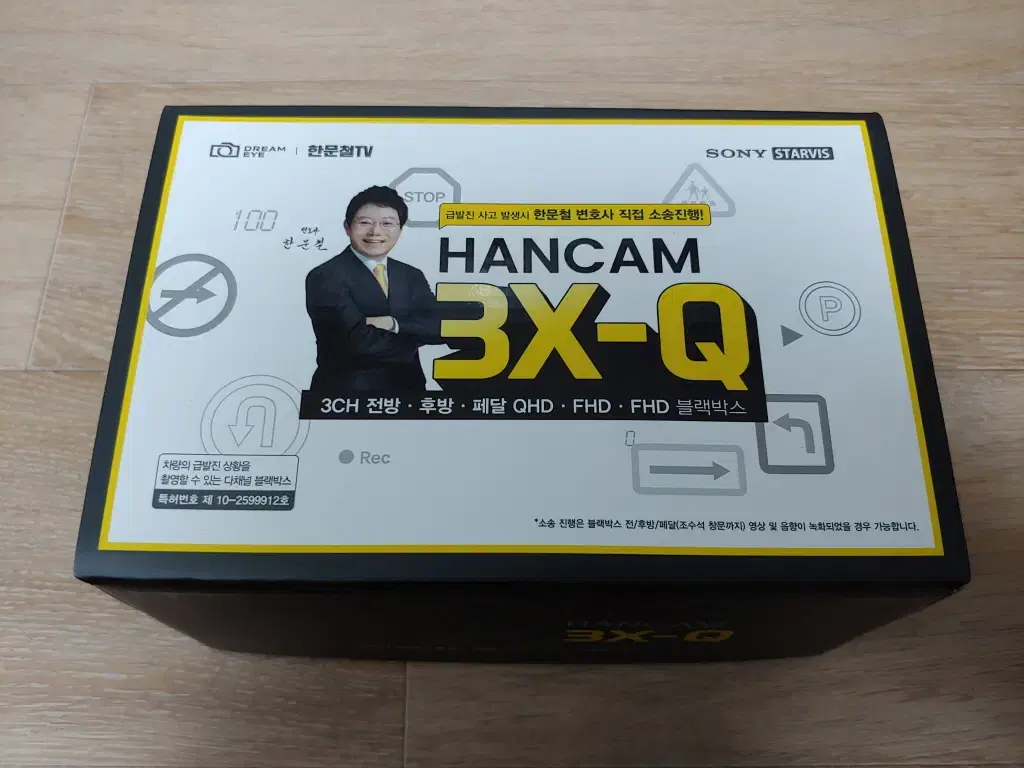 DREAM EYE | 한문철TV
SONY STARVIS
STOP
100
변호사
한문철
급발진 사고 발생시 한문철 변호사 직접 소송진행!
HANCAM
3X-Q
P
3CH 전방 · 후방 · 페달 QHD · FHD · FHD 블랙박스
Rec
0
차량의 급발진 상황을
촬영할 수 있는 다채널 블랙박스
특허번호 제 10-2599912호
*소송 진행은 블랙박스 전/후방/페달(조수석 창문까지) 영상 및 음향이 녹화되었을 경우 가능합니다.
HANCAM
3X-Q